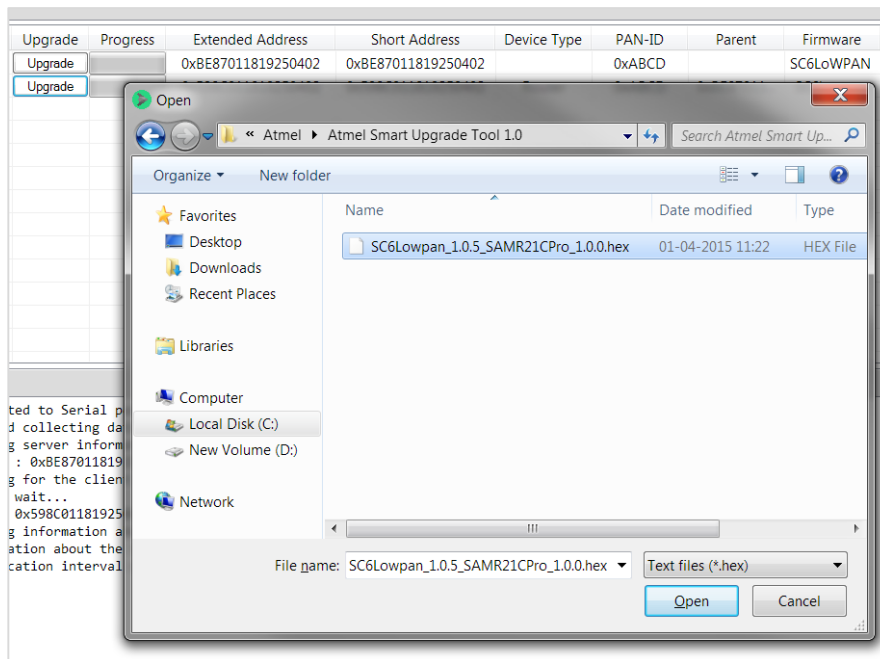 Upgrade Progress Extended Address Short Address Device Type PAN-ID Parent Firmware
Upgrade 0xBE87011819250402 0xBE87011819250402 0xABCD SC6LoWPAN
Upgrade
Open
« Atmel Atmel Smart Upgrade Tool 1.0 Search Atmel Smart Up...
Organize New folder
Favorites
Desktop
Downloads
Recent Places
Libraries
Computer
Local Disk (C:)
New Volume (D:)
Network
Name Date modified Type
SC6Lowpan_1.0.5_SAMR21CPro_1.0.0.hex 01-04-2015 11:22 HEX File
ted to Serial p
d collecting da
g server inform
: 0xBE87011819
g for the clien
wait...
0x598C01181925
g information a
ation about the
cation interval
File name: SC6Lowpan_1.0.5_SAMR21CPro_1.0.0.hex Text files (*.hex)
Open Cancel